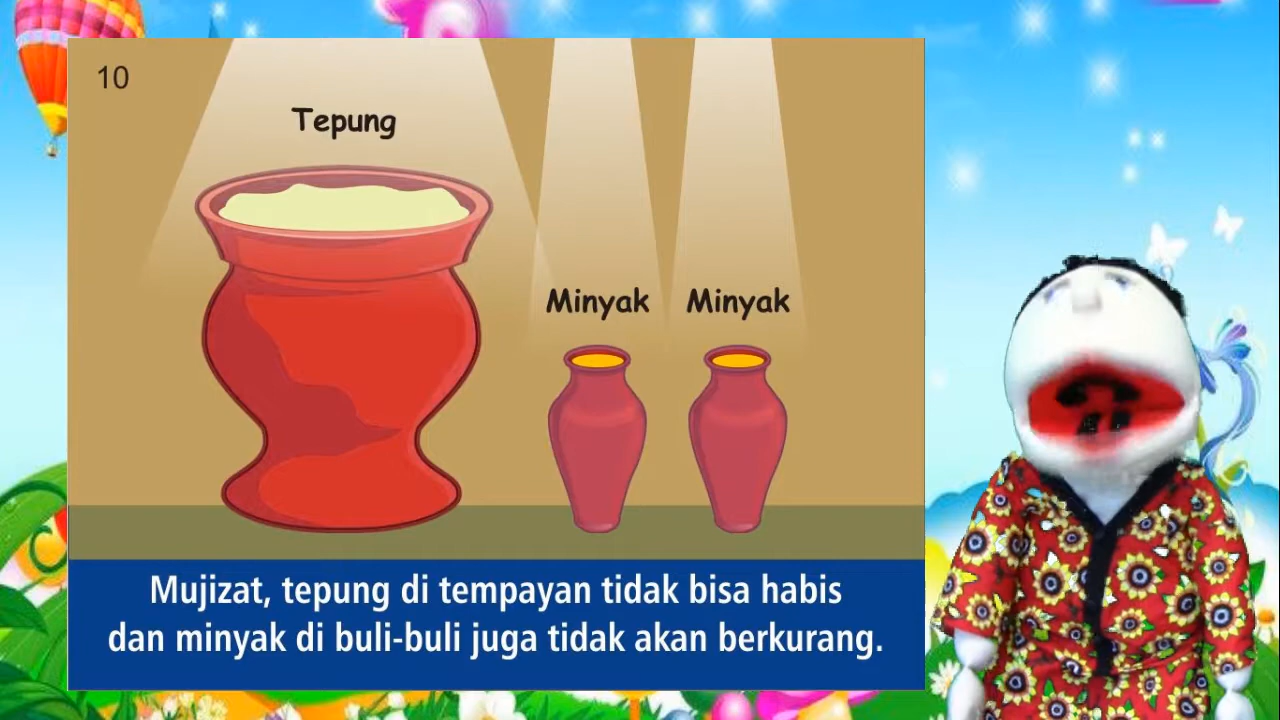 10
Tepung
Minyak Minyak
Mujizat, tepung di tempayan tidak bisa habis
dan minyak di buli-buli juga tidak akan berkurang.